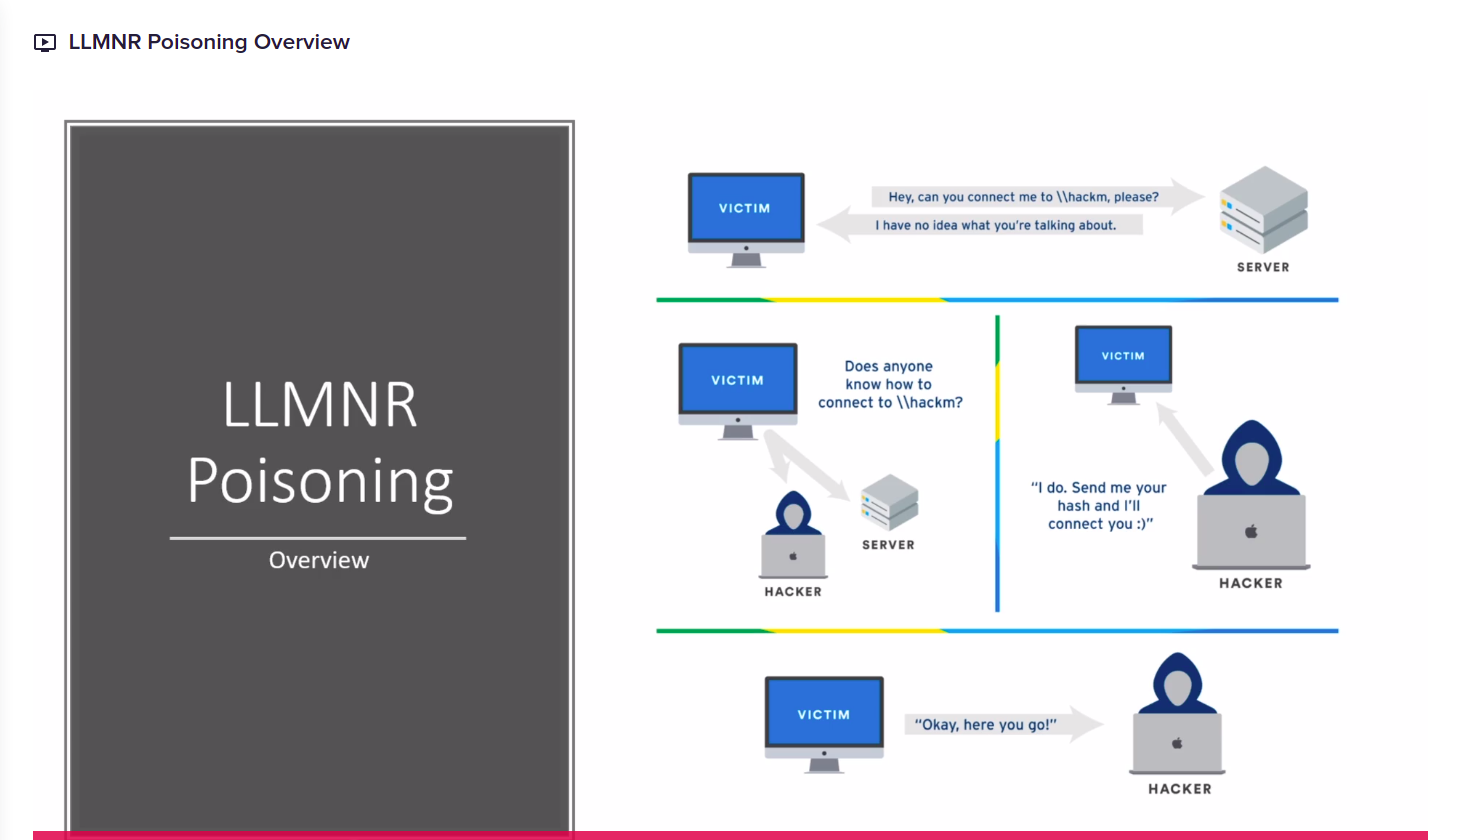 LLMNR Poisoning Overview
LLMNR
Poisoning
Overview
VICTIM
Hey, can you connect me to \\hackm, please?
I have no idea what you're talking about.
SERVER
VICTIM
Does anyone
know how to
connect to \\hackm?
SERVER
HACKER
VICTIM
“I do. Send me your
hash and I'll
connect you :)”
HACKER
VICTIM
“Okay, here you go!”
HACKER